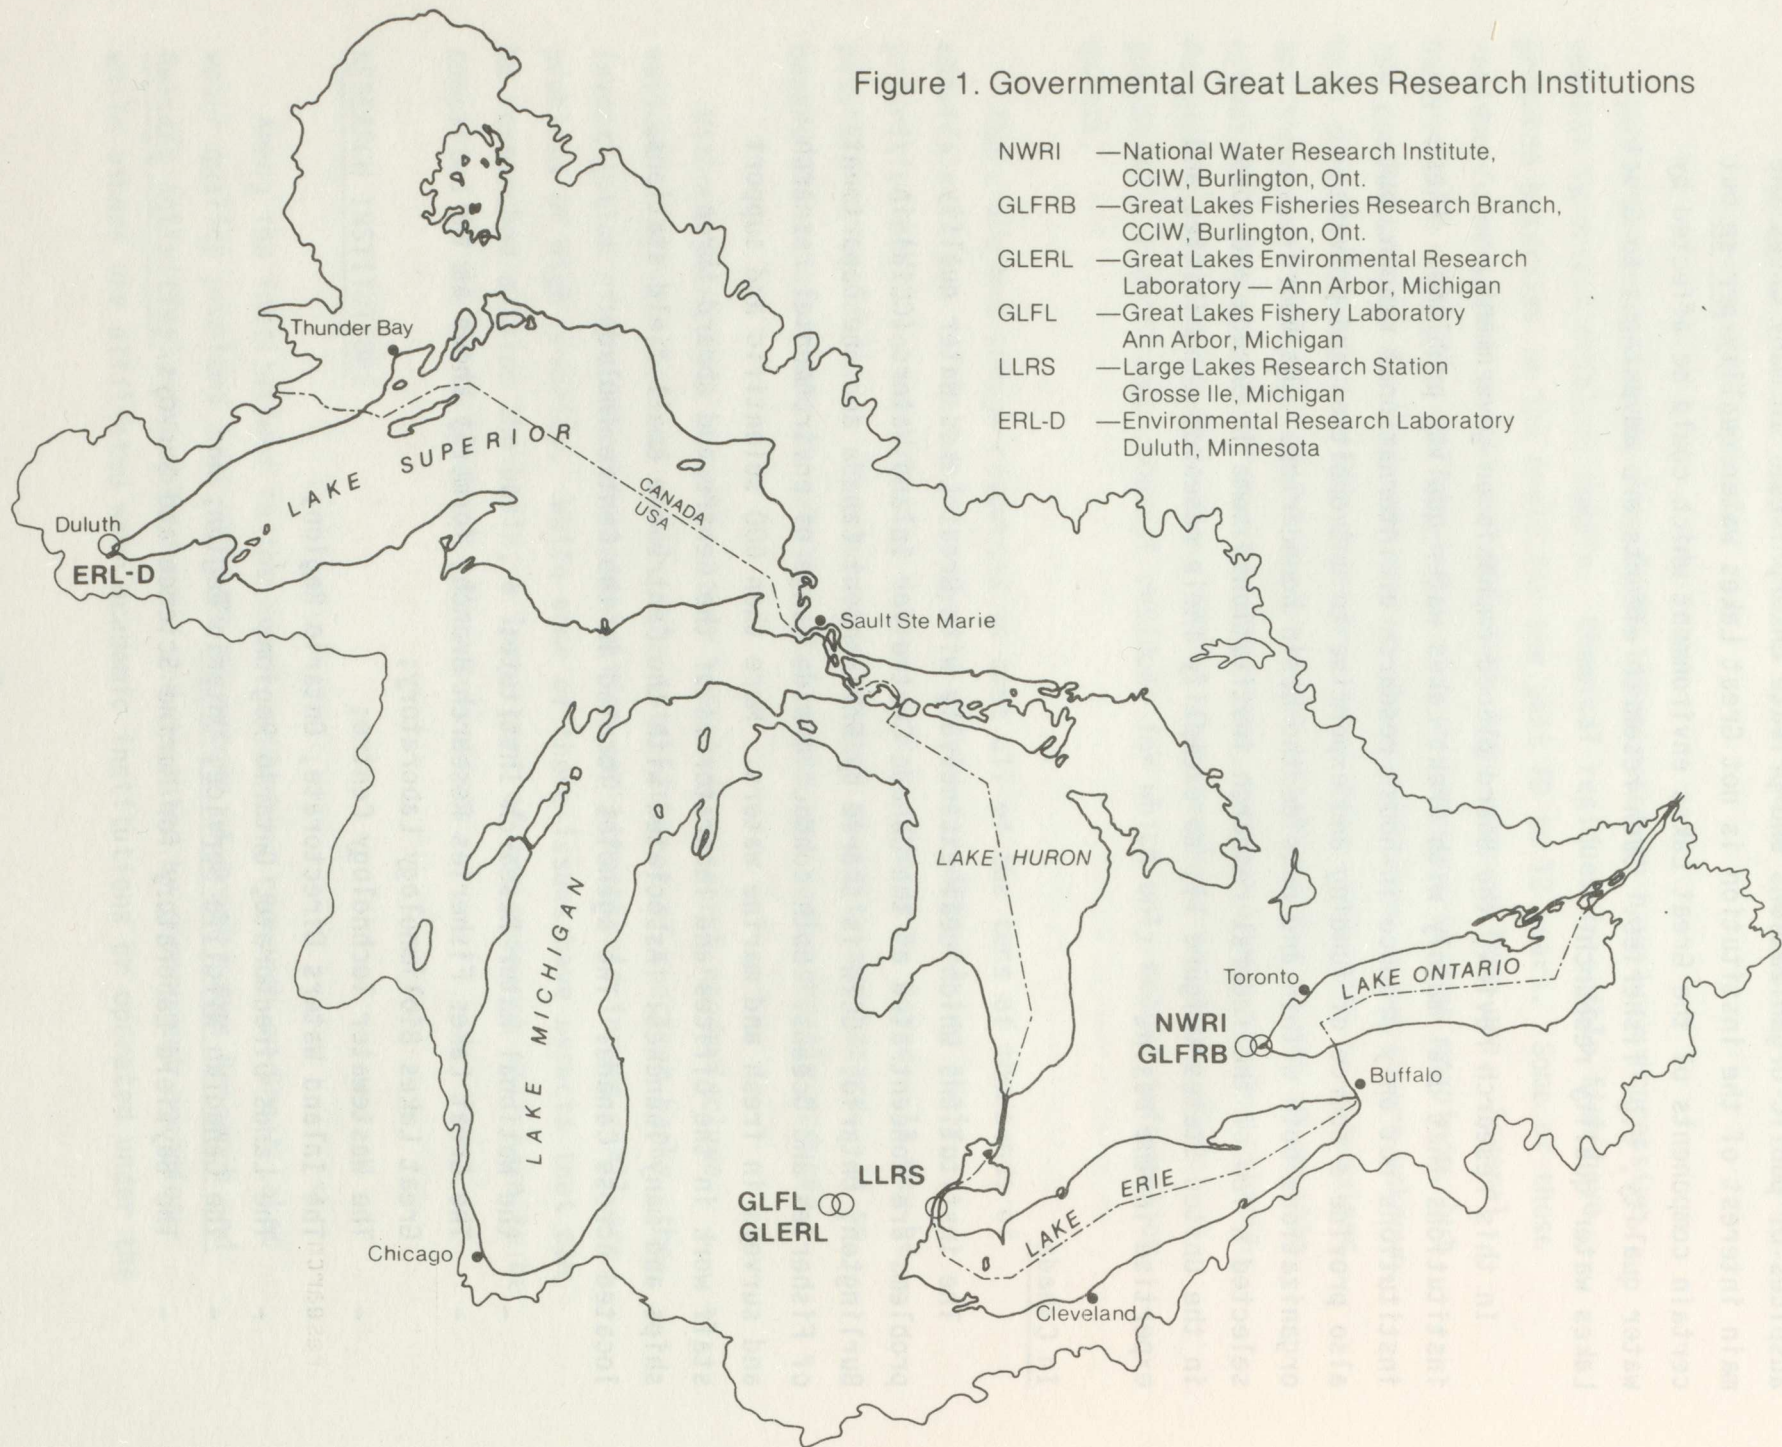 Figure 1. Governmental Great Lakes Research Institutions
NWRI —National Water Research Institute,
CCIW, Burlington, Ont.
GLFRB —Great Lakes Fisheries Research Branch,
CCIW, Burlington, Ont.
GLERL —Great Lakes Environmental Research
Laboratory — Ann Arbor, Michigan
GLFL —Great Lakes Fishery Laboratory
Ann Arbor, Michigan
LLRS —Large Lakes Research Station
Grosse Ile, Michigan
ERL-D —Environmental Research Laboratory
Duluth, Minnesota
Thunder Bay
LAKE SUPERIOR
CANADA
USA
Duluth
ERL-D
Sault Ste Marie
LAKE HURON
LAKE MICHIGAN
Toronto
LAKE ONTARIO
NWRI
GLFRB
Buffalo
LLRS
GLFL
GLERL
LAKE ERIE
Chicago
Cleveland